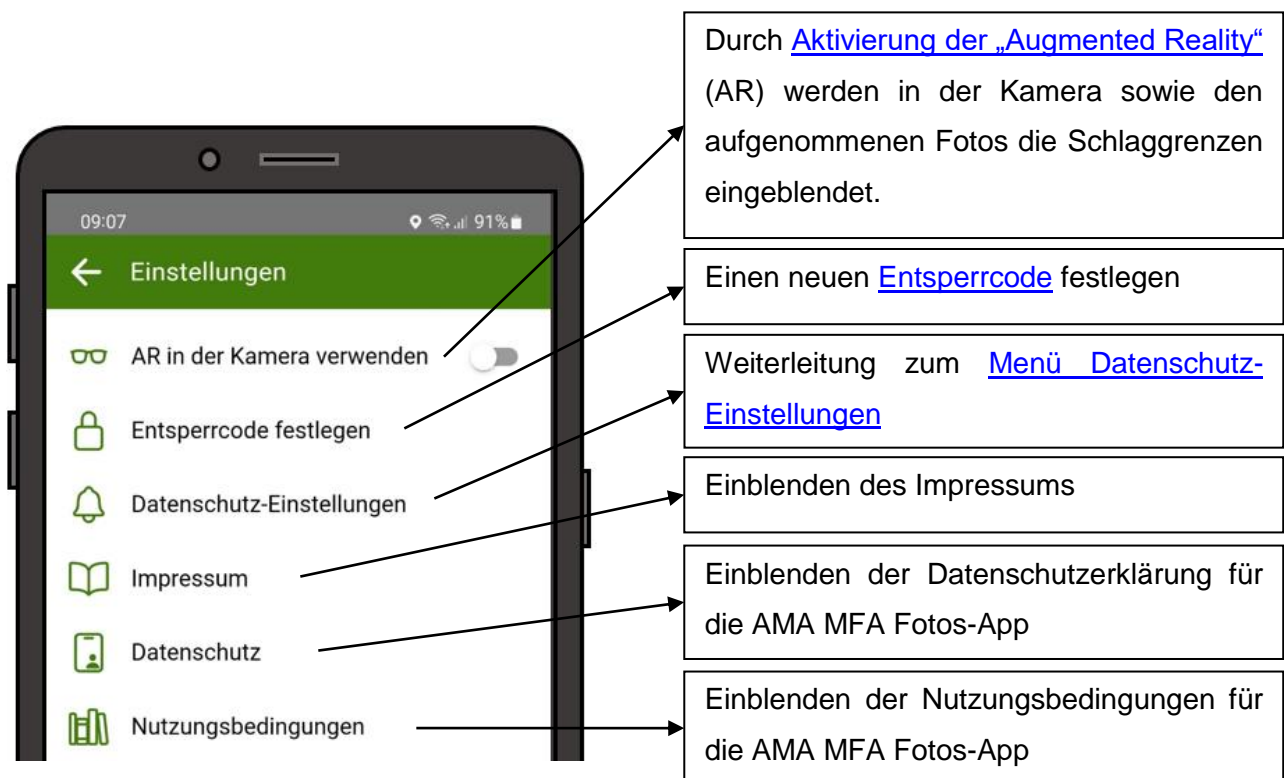 Durch Aktivierung der „Augmented Reality“
(AR) werden in der Kamera sowie den
aufgenommenen Fotos die Schlaggrenzen
eingeblendet.
09:07
91%
Einstellungen
AR in der Kamera verwenden
Entsperrcode festlegen
Datenschutz-Einstellungen
Impressum
Datenschutz
Nutzungsbedingungen
Einen neuen Entsperrcode festlegen
Weiterleitung zum Menü Datenschutz-
Einstellungen
Einblenden des Impressums
Einblenden der Datenschutzerklärung für
die AMA MFA Fotos-App
Einblenden der Nutzungsbedingungen für
die AMA MFA Fotos-App